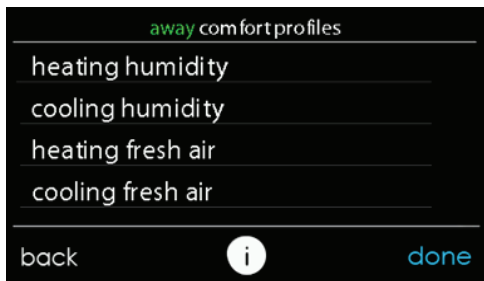 away comfort profiles
heating humidity
cooling humidity
heating fresh air
cooling fresh air
back i done